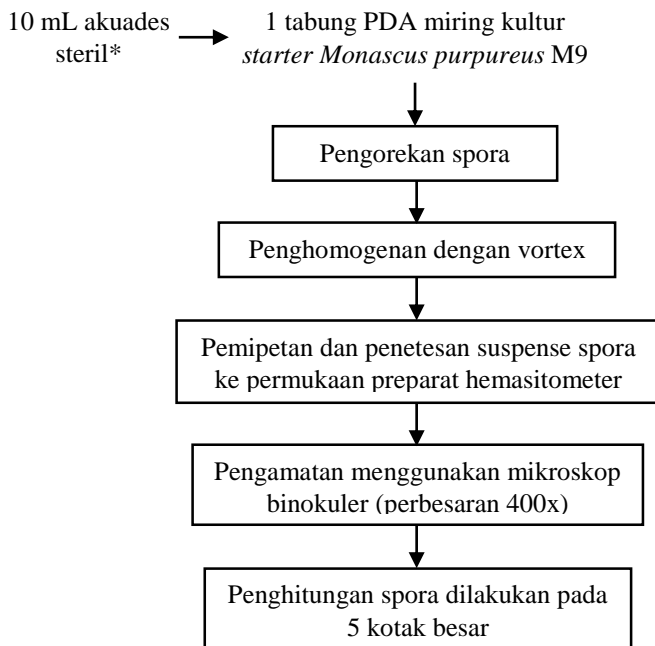 10 mL akuades
steril*
1 tabung PDA miring kultur
starter Monascus purpureus M9
Pengorekan spora
Penghomogenan dengan vortex
Pemipetan dan penetesan suspense spora
ke permukaan preparat hemasitometer
Pengamatan menggunakan mikroskop
binokuler (perbesaran 400x)
Penghitungan spora dilakukan pada
5 kotak besar